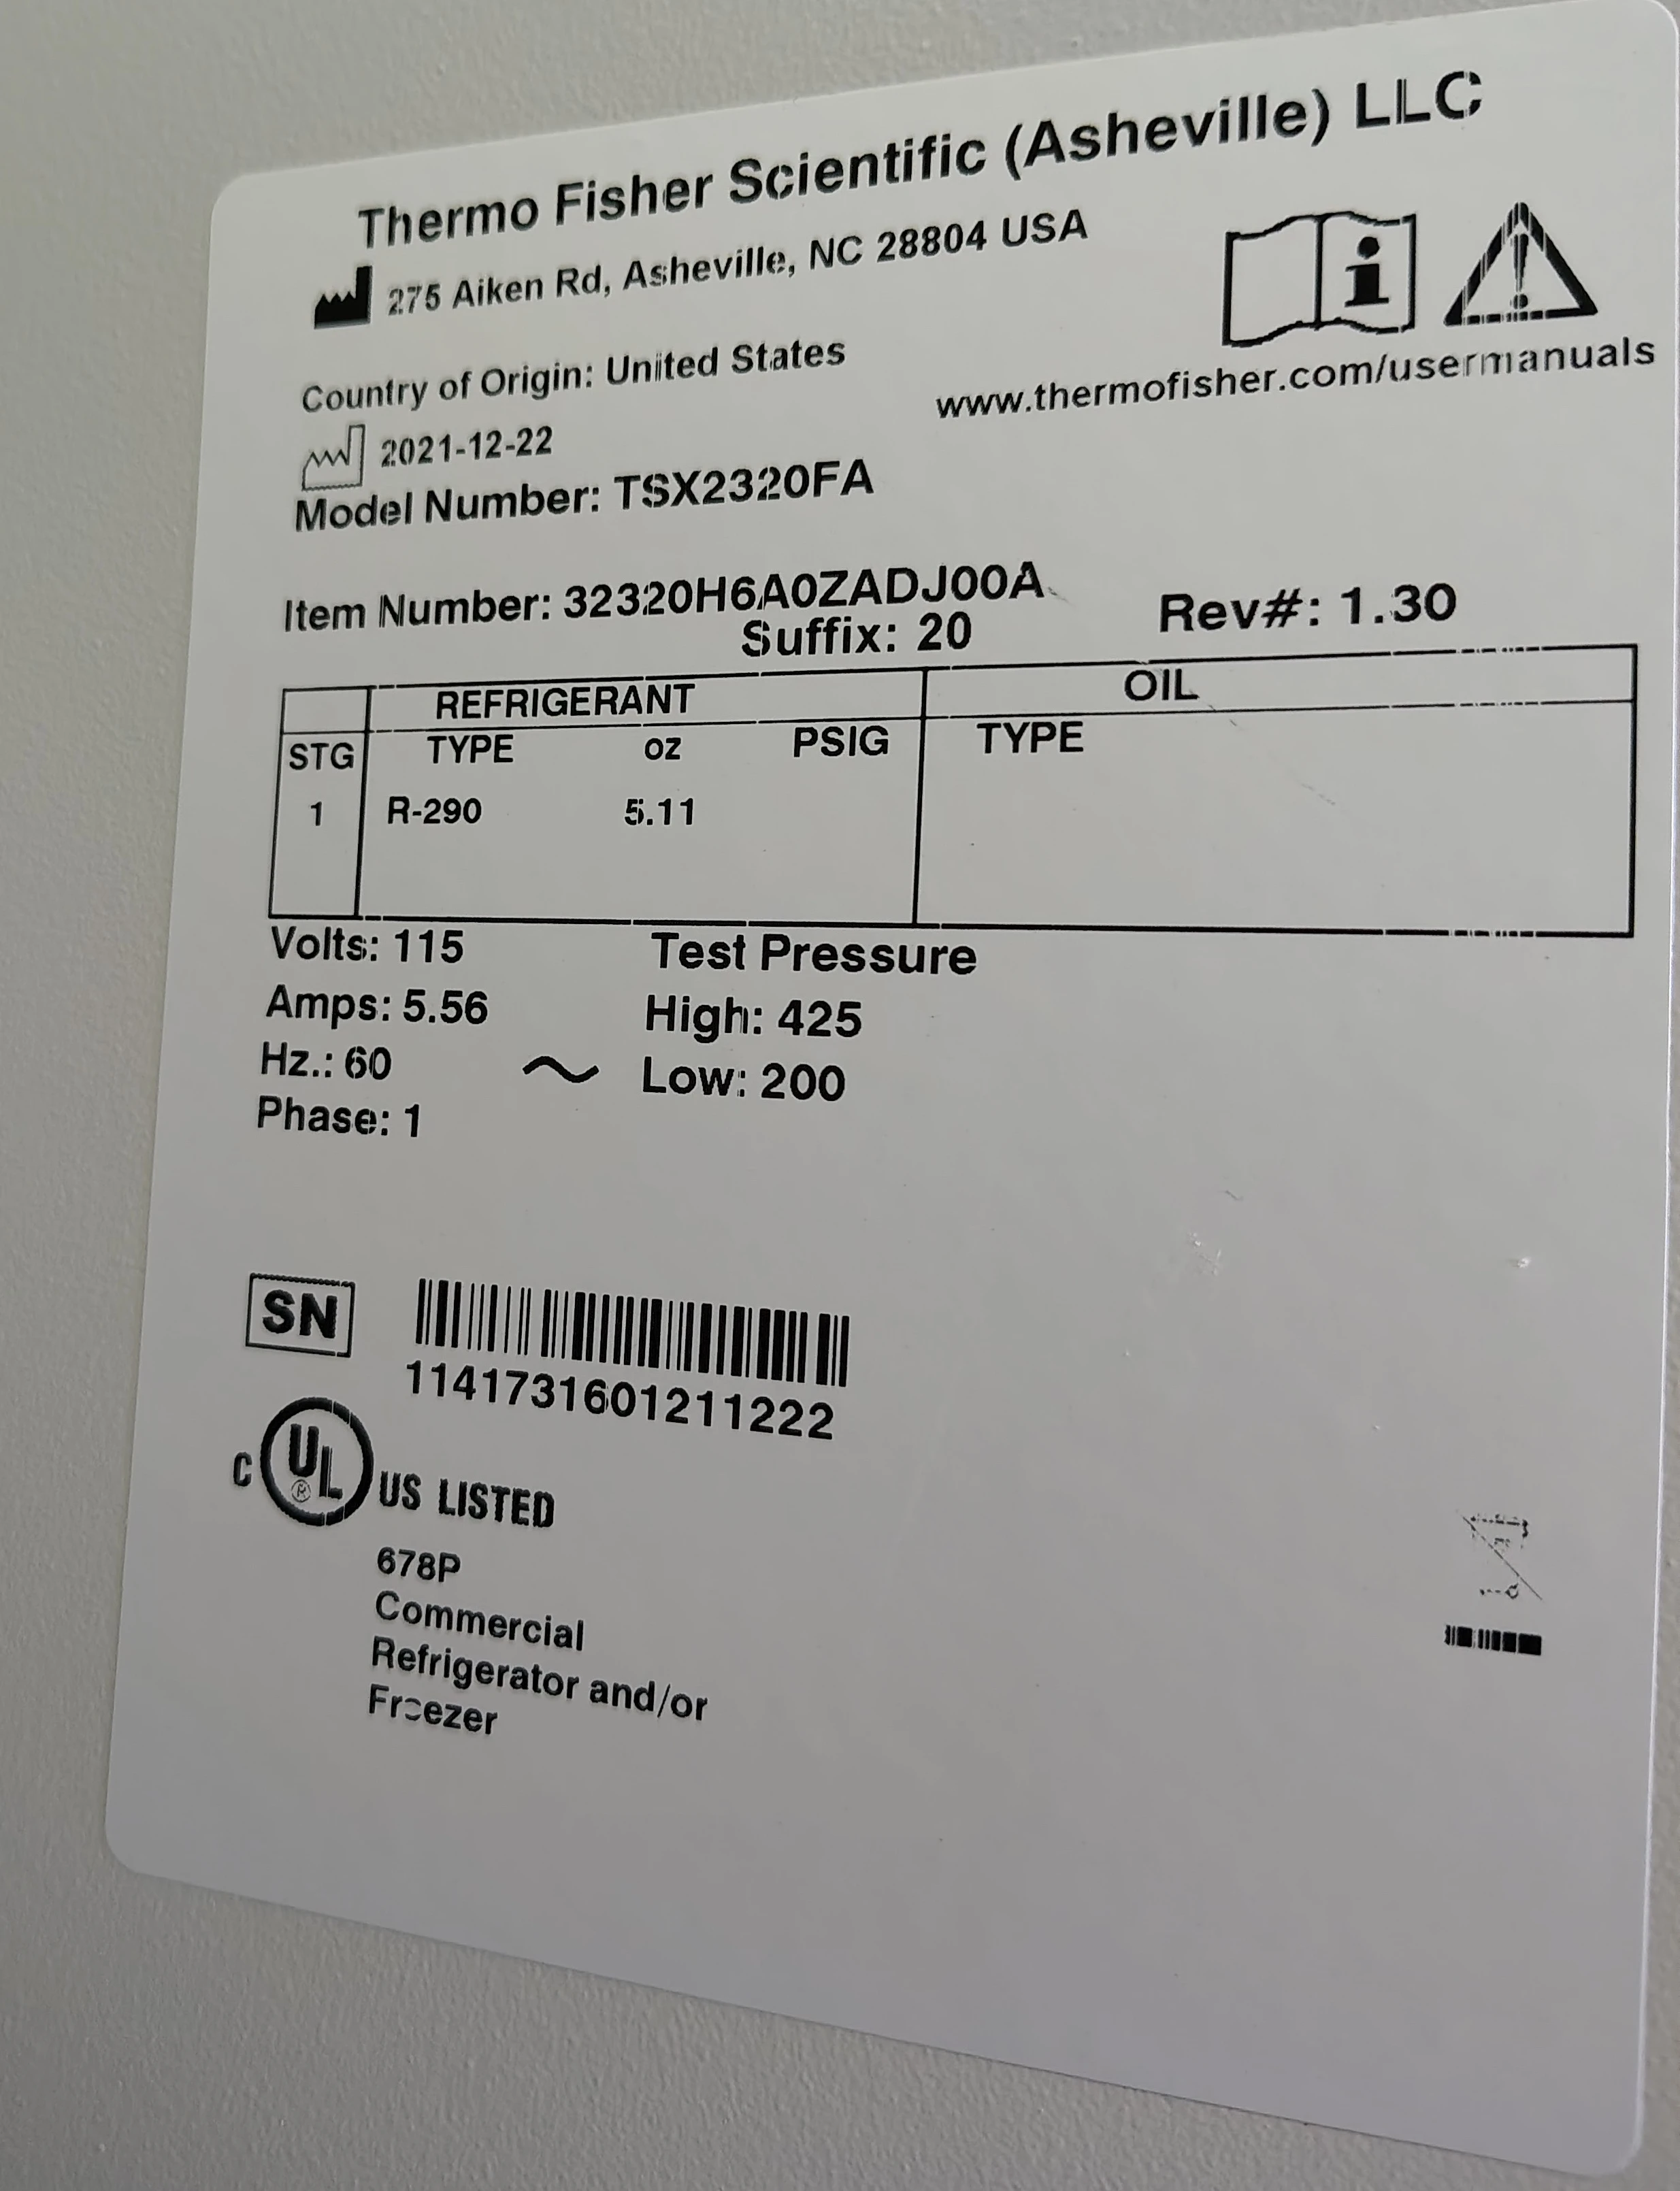 Thermo Fisher Scientific (Asheville) LLC
275 Aiken Rd, Asheville, NC 28804 USA
Country of Origin: United States
www.thermofisher.com/usermanuals
2021-12-22
Model Number: TSX2320FA
Item Number: 32320H6A0ZADJ00A
Suffix: 20
Rev#: 1.30
REFRIGERANT OIL
STG TYPE oz PSIG TYPE
1 R-290 5.11
Volts: 115
Amps: 5.56
Hz.: 60
Phase: 1
~
Test Pressure
High: 425
Low: 200
SN
1141731601211222
C UL ® US LISTED
678P
Commercial
Refrigerator and/or
Freezer